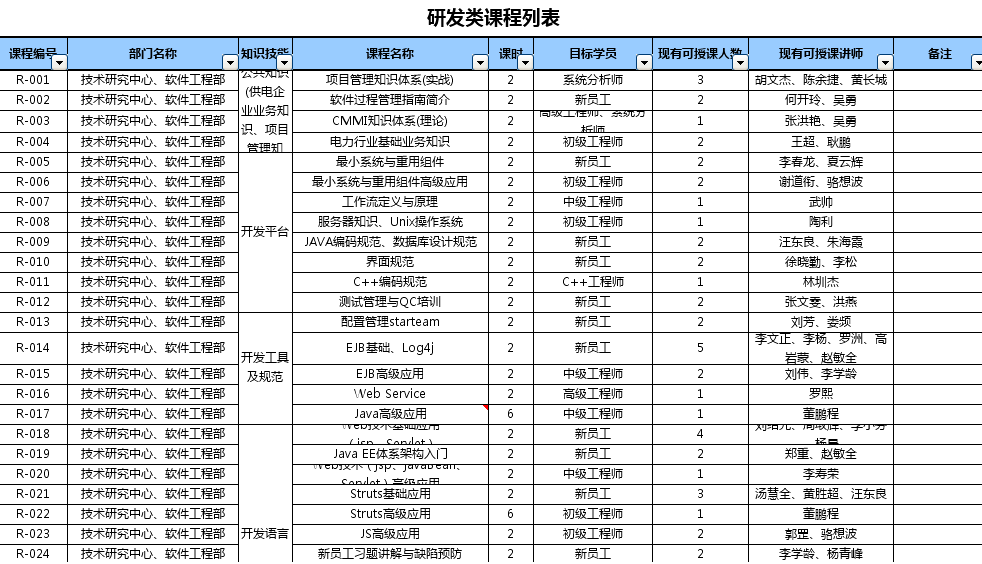 研发类课程列表
课程编号 部门名称 知识技能 课程名称 课时 目标学员 现有可授课人数 现有可授课讲师 备注
R-001 技术研究中心、软件工程部 项目管理知识体系(实战) 2 系统分析师 3 胡文杰、陈余捷、黄长城
公共知识
(供电企
业业务知
识、项目
管理知
R-002 技术研究中心、软件工程部 软件过程管理指南简介 2 新员工 2 何开玲、吴勇
R-003 技术研究中心、软件工程部 CMMI知识体系(理论) 2 高级工程师、系统分析师 1 张洪艳、吴勇
R-004 技术研究中心、软件工程部 电力行业基础业务知识 2 初级工程师 2 王超、耿鹏
R-005 技术研究中心、软件工程部 最小系统与重用组件 2 新员工 2 李春龙、夏云辉
R-006 技术研究中心、软件工程部 最小系统与重用组件高级应用 2 初级工程师 2 谢道衔、骆想波
R-007 技术研究中心、软件工程部 工作流定义与原理 2 中级工程师 1 武帅
R-008 技术研究中心、软件工程部 服务器知识、Unix操作系统 2 初级工程师 1 陶利
开发平台
R-009 技术研究中心、软件工程部 JAVA编码规范、数据库设计规范 2 新员工 2 汪东良、朱海霞
R-010 技术研究中心、软件工程部 界面规范 2 新员工 2 徐晓勤、李松
R-011 技术研究中心、软件工程部 C++编码规范 2 C++工程师 1 林圳杰
R-012 技术研究中心、软件工程部 测试管理与QC培训 2 新员工 2 张文雯、洪燕
R-013 技术研究中心、软件工程部 配置管理starteam 2 新员工 2 刘芳、娄频
R-014 技术研究中心、软件工程部 EJB基础、Log4j 2 新员工 5 李文正、李杨、罗洲、高
岩蒙、赵敏全
开发工具
及规范
R-015 技术研究中心、软件工程部 EJB高级应用 2 中级工程师 2 刘伟、李学龄
R-016 技术研究中心、软件工程部 Web Service 2 高级工程师 1 罗熙
R-017 技术研究中心、软件工程部 Java高级应用 6 中级工程师 1 董鹏程
R-018 技术研究中心、软件工程部 Web技术基础应用
(jsp、Servlet) 2 新员工 4
R-019 技术研究中心、软件工程部 Java EE体系架构入门 2 新员工 2 郑重、赵敏全
R-020 技术研究中心、软件工程部 Web技术(jsp、javaBean、
Servlet)高级应用 2 中级工程师 1 李寿荣
R-021 技术研究中心、软件工程部 Struts基础应用 2 新员工 3 汤慧全、黄胜超、汪东良
R-022 技术研究中心、软件工程部 Struts高级应用 6 初级工程师 1 董鹏程
R-023 技术研究中心、软件工程部 开发语言 JS高级应用 2 初级工程师 2 郭罡、骆想波
R-024 技术研究中心、软件工程部 新员工习题讲解与缺陷预防 2 新员工 2 李学龄、杨青峰